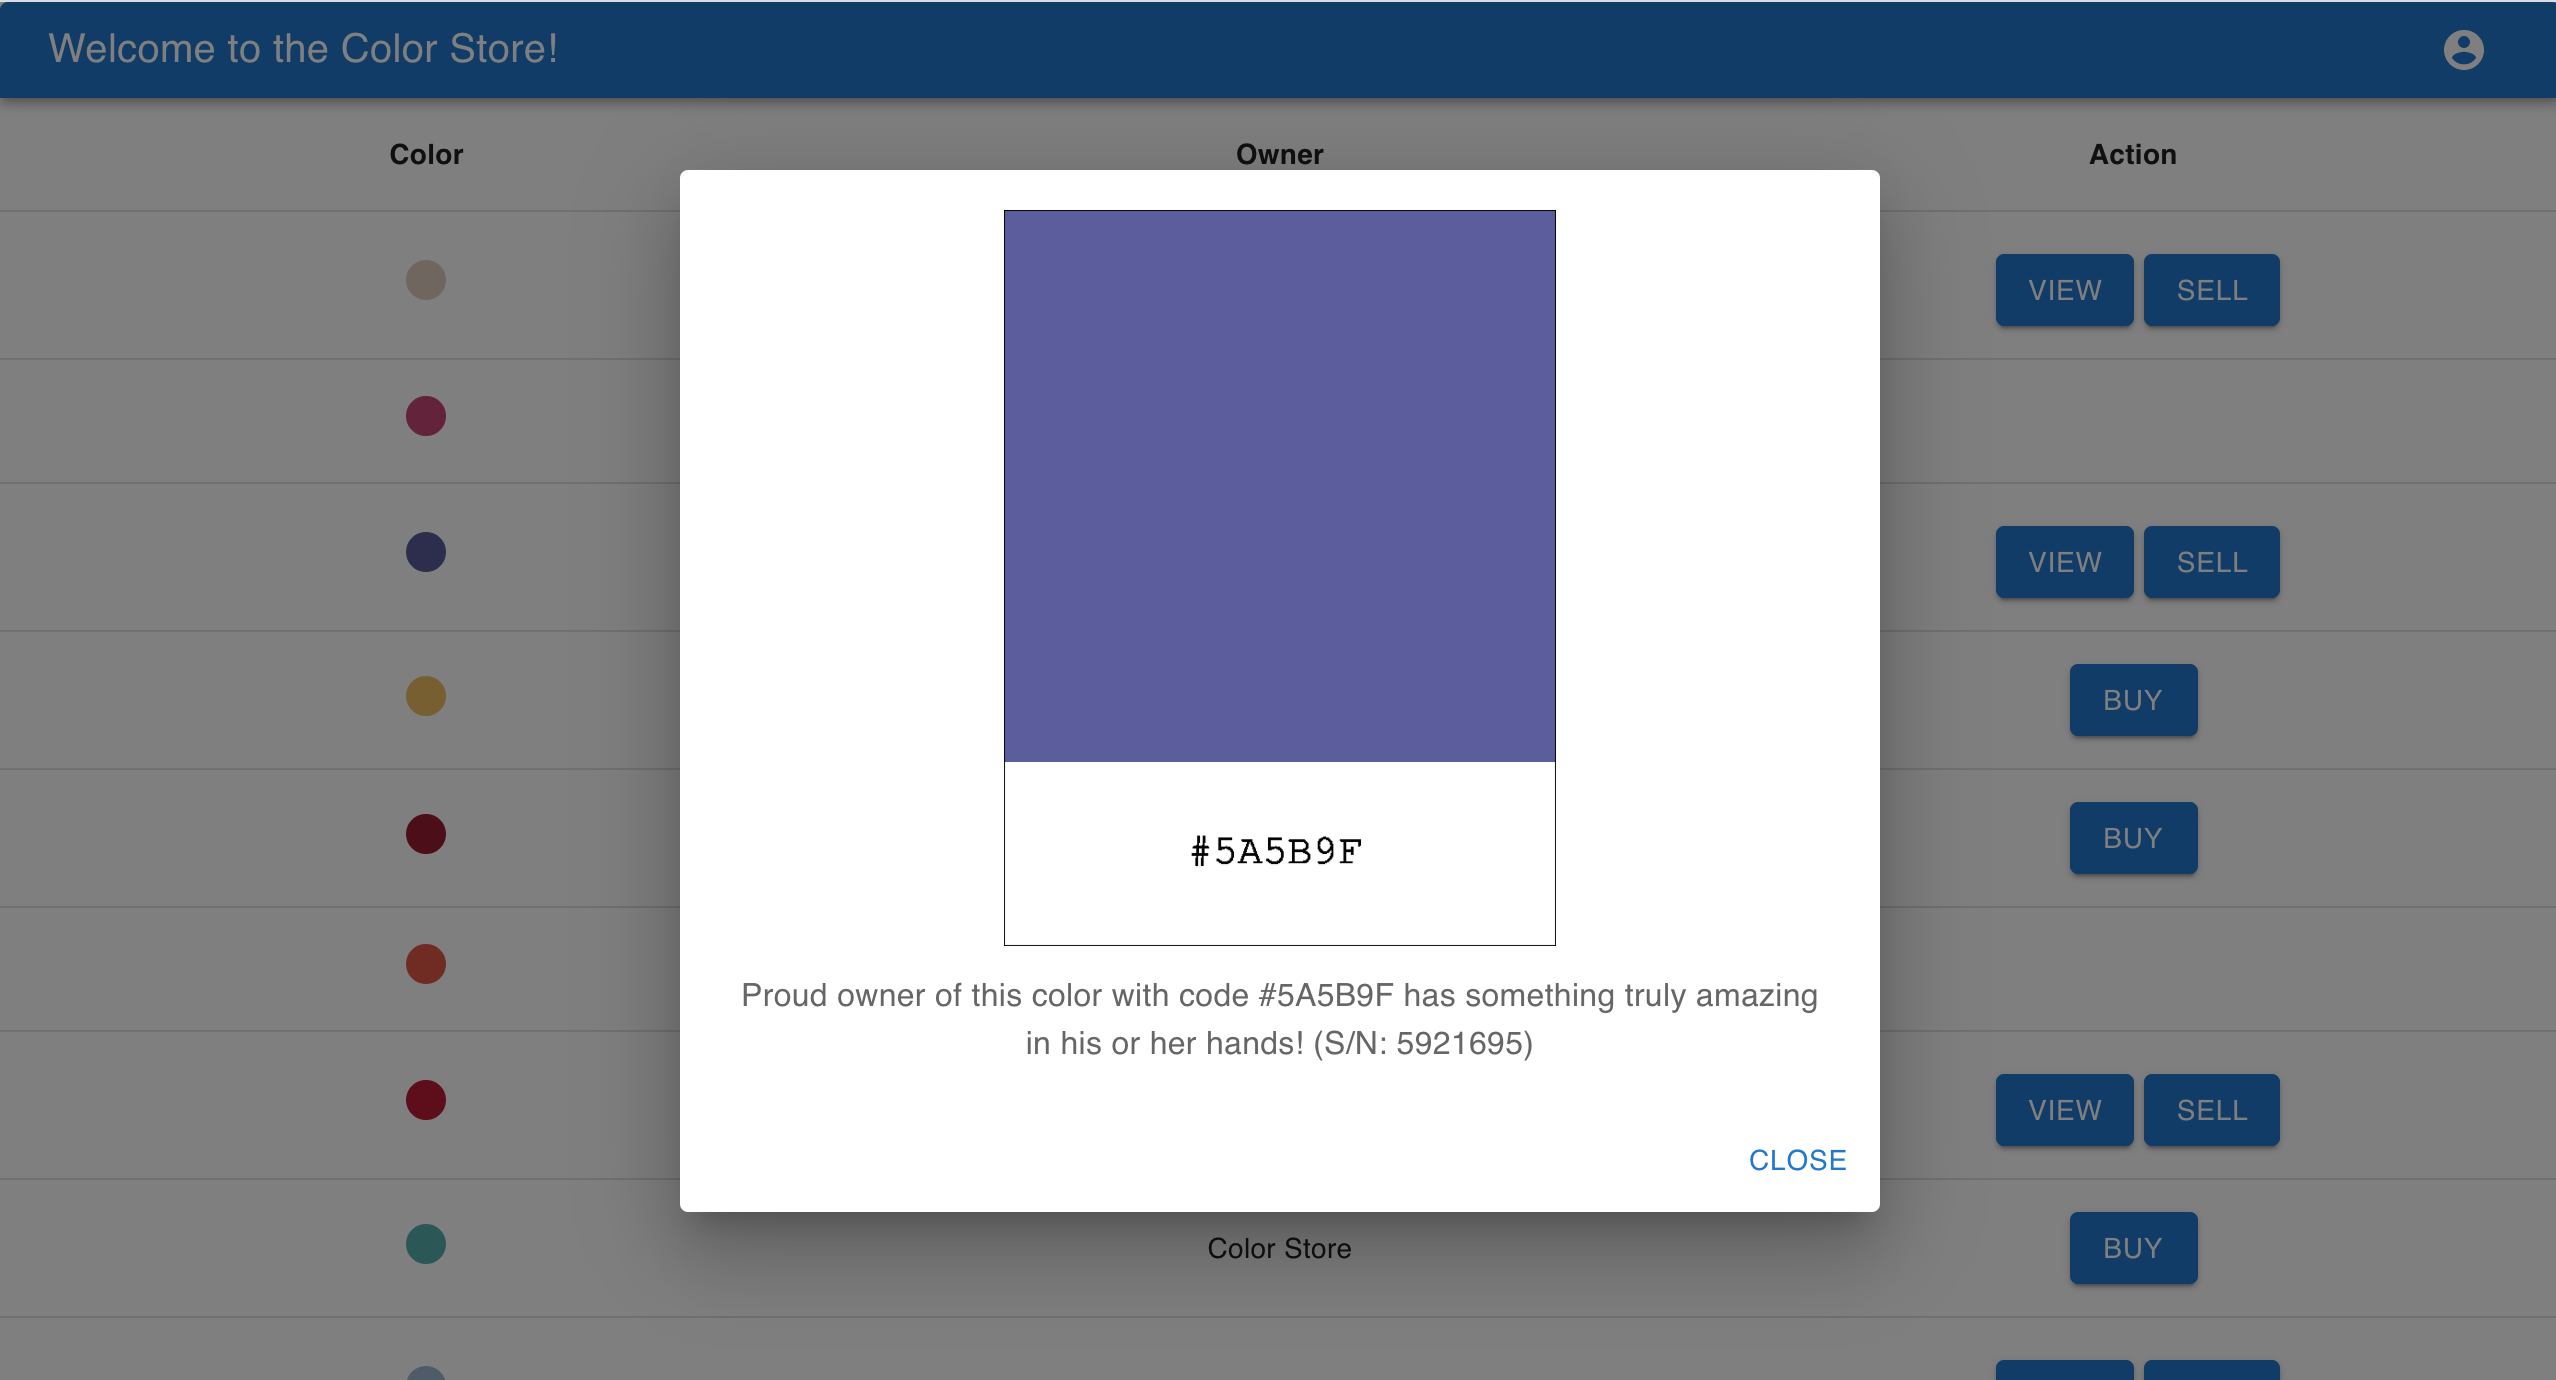 Welcome to the Color Store!
Color Owner Action
VIEW SELL
VIEW SELL
BUY
BUY
VIEW SELL
#5A5B9F
Proud owner of this color with code #5A5B9F has something truly amazing
in his or her hands! (S/N: 5921695)
CLOSE
Color Store BUY